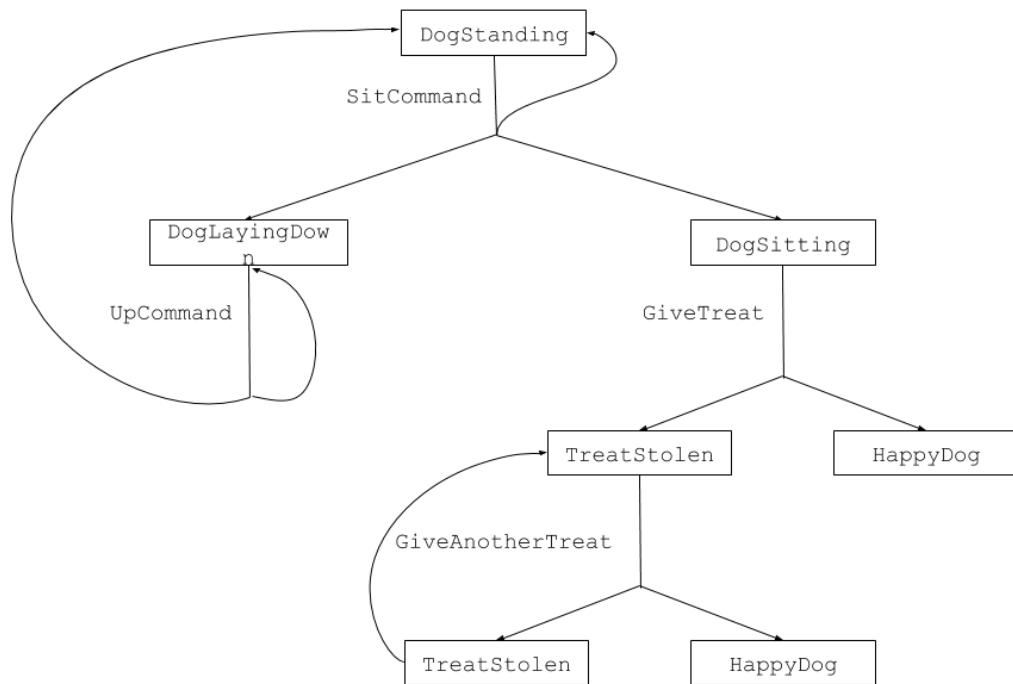 DogStanding
SitCommand
DogLayingDow
n
DogSitting
UpCommand
GiveTreat
TreatStolen
HappyDog
GiveAnotherTreat
TreatStolen
HappyDog